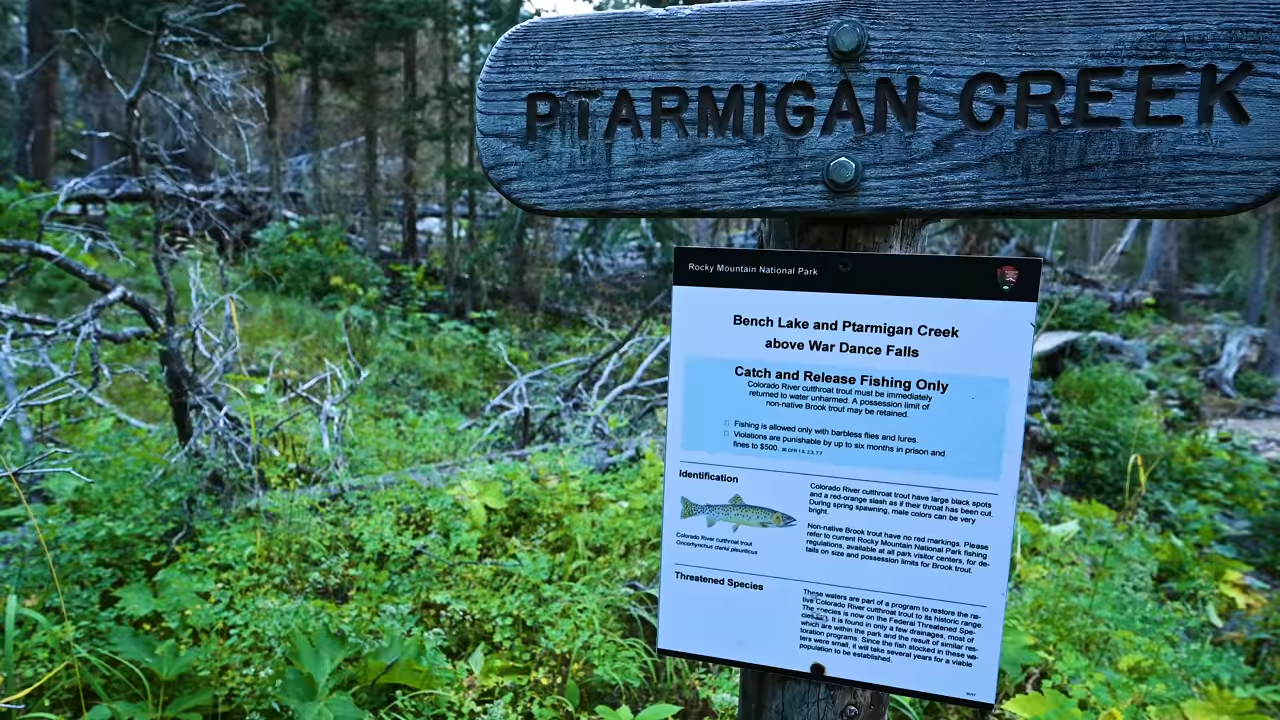 PTARMIGAN CREEK
Rocky Mountain National Park
Bench Lake and Ptarmigan Creek
above War Dance Falls
Catch and Release Fishing Only
Colorado River cutthroat trout must be immediately
returned to water unharmed. A possession limit of
non-native Brook trout may be retained.
Fishing is allowed only with barbless flies and lures.
Violations are punishable by up to six months in prison and
fines to $500. 36 CFR 1.5, 2.3, 7.7
Identification
Colorado River cutthroat trout have large black spots
and a red-orange slash as if their throat has been cut.
During spring spawning, male colors can be very
bright.
Colorado River cutthroat trout
Oncorhynchus clarki pleuriticus
Non-native Brook trout have no red markings. Please
refer to current Rocky Mountain National Park fishing
regulations, available at all park visitor centers, for de-
tails on size and possession limits for Brook trout.
Threatened Species
These waters are part of a program to restore the na-
tive Colorado River cutthroat trout to its historic range.
The species is now on the Federal Threatened Spe-
cies It is found in only a few drainages, most of
which are within the park and the result of similar res-
toration programs. Since the fish stocked in these wa-
ters were small, it will take several years for a viable
population to be established.